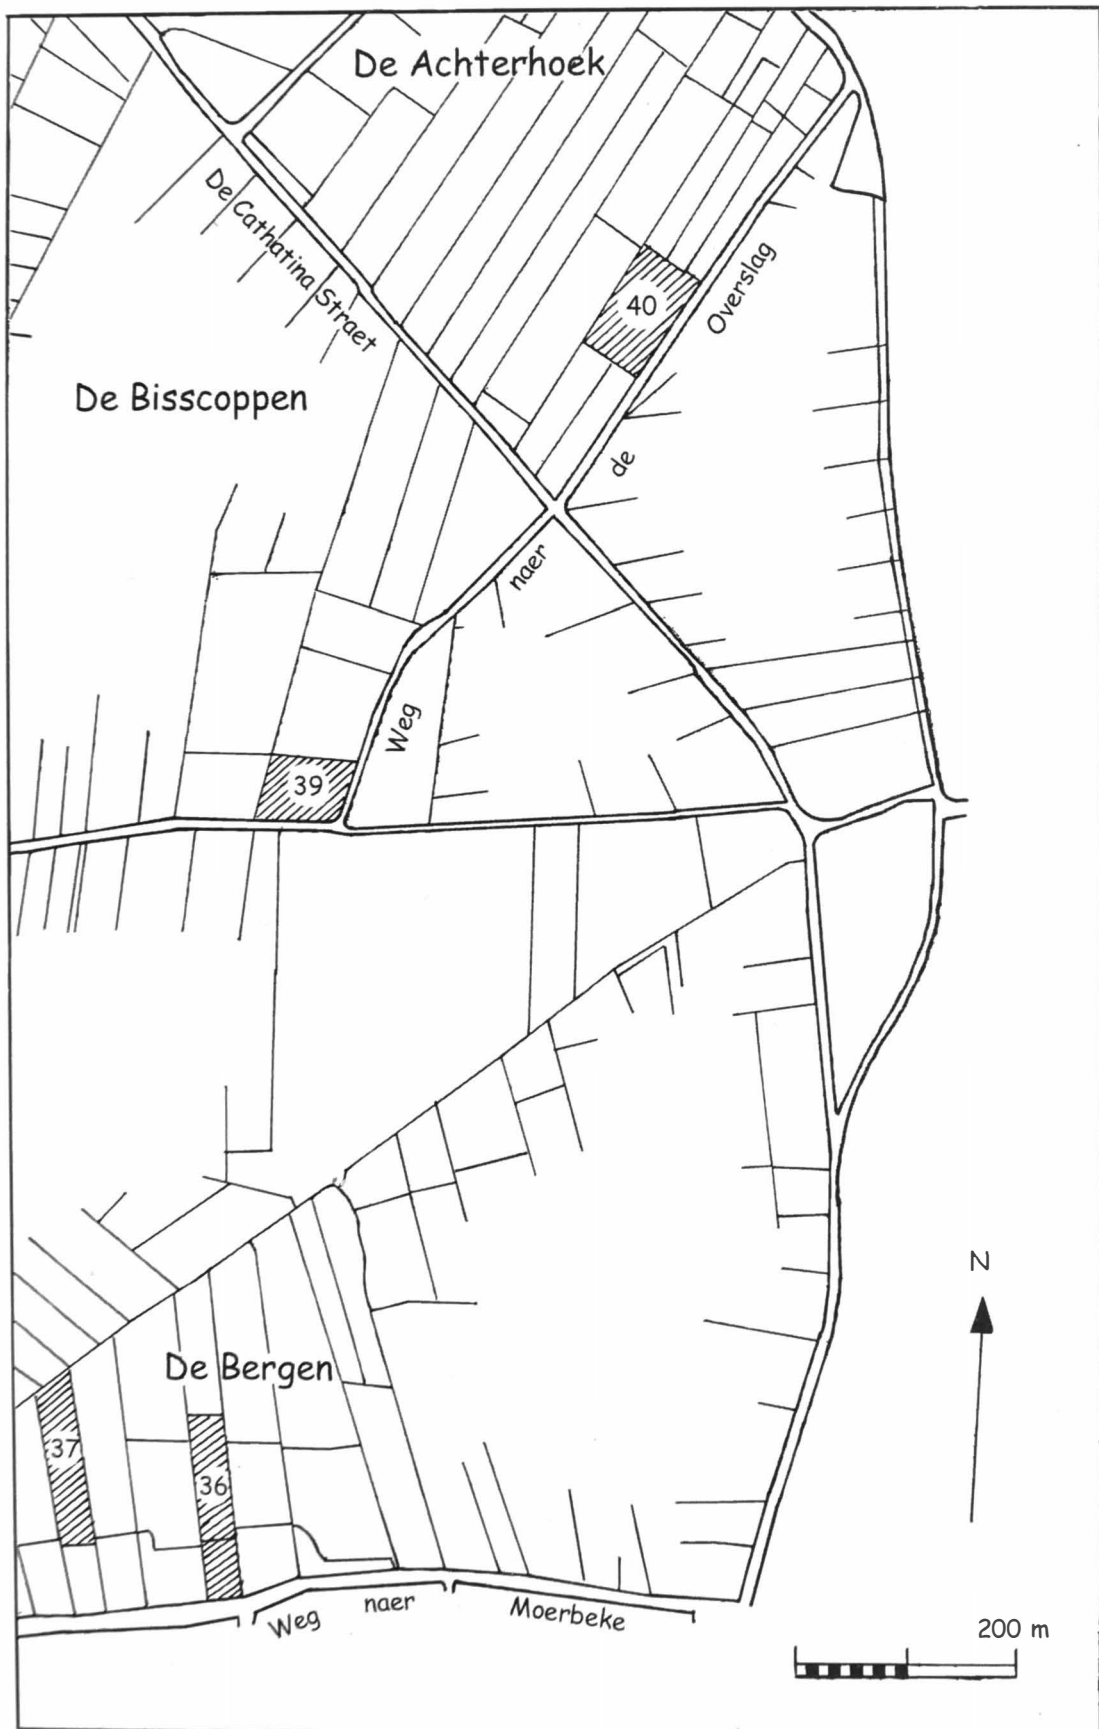 De Achterhoek
De Cathatina Straet
40
Overslag
De Bisscoppen
de
naer
Weg
39
N
De Bergen
37
36
Weg naer Moerbeke
200 m